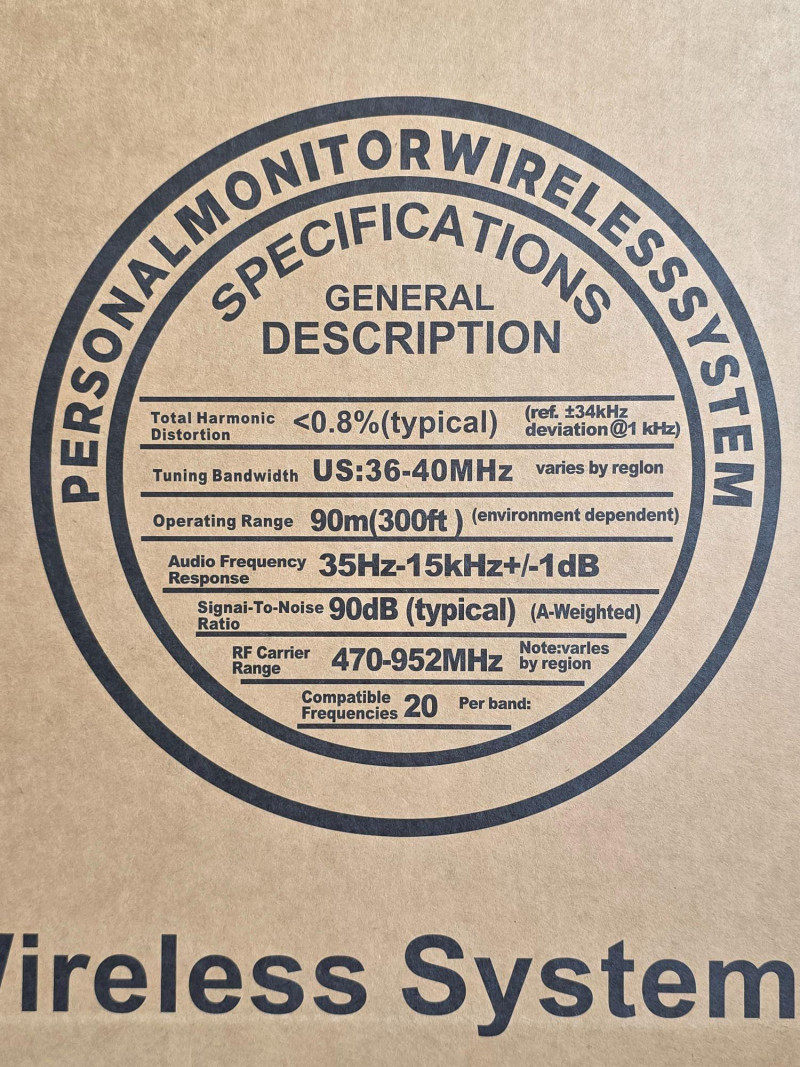 PERSONALMONITORWIRELESSSYSTEM
SPECIFICATIONS
GENERAL
DESCRIPTION
Total Harmonic Distortion <0.8%(typical) (ref. ±34kHz deviation@1 kHz)
Tuning Bandwidth US:36-40MHz varies by reglon
Operating Range 90m(300ft ) (environment dependent)
Audio Frequency Response 35Hz-15kHz+/-1dB
Signai-To-Noise Ratio 90dB (typical) (A-Weighted)
RF Carrier Range 470-952MHz Note:varies by region
Compatible Frequencies 20 Per band:
Wireless System